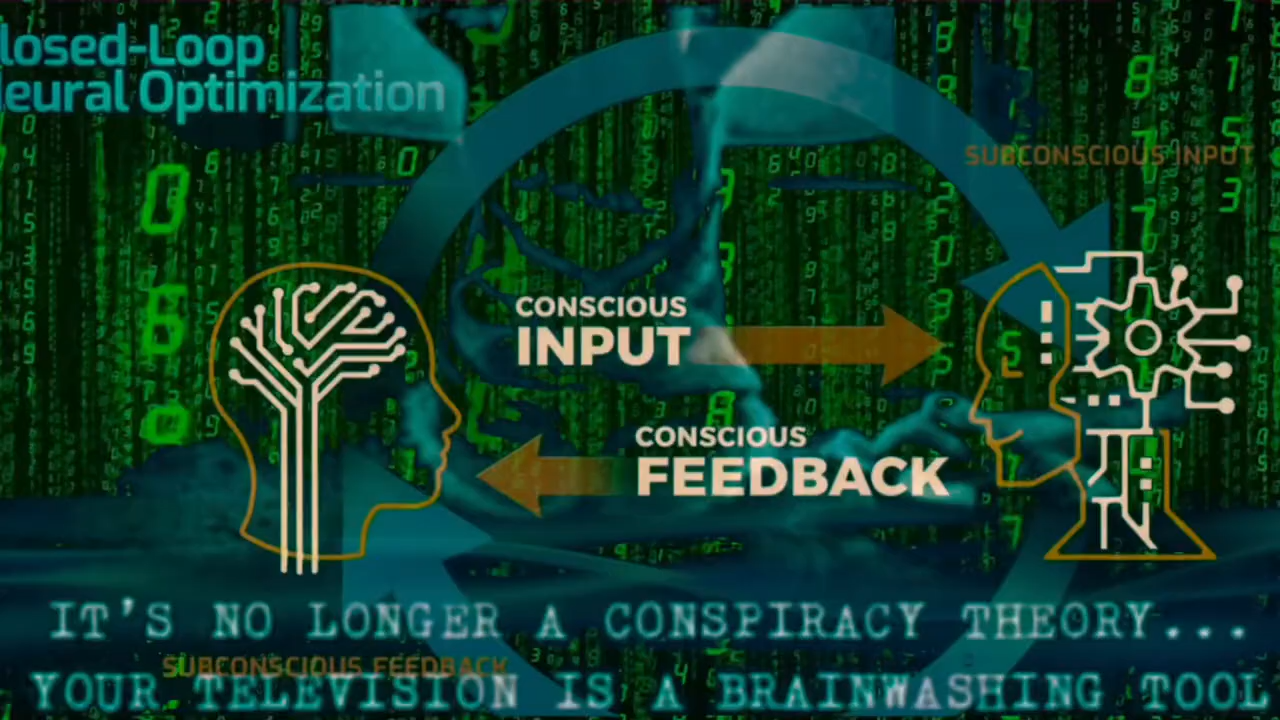 losed-Loop
eural Optimization
SUBCONSCIOUS INPUT
CONSCIOUS
INPUT
CONSCIOUS
FEEDBACK
IT'S NO LONGER A CONSPIRACY THEORY...
SUBCONSCIOUS FEEDBACK
YOUR TELEVISION IS A BRAINWASHING TOOL